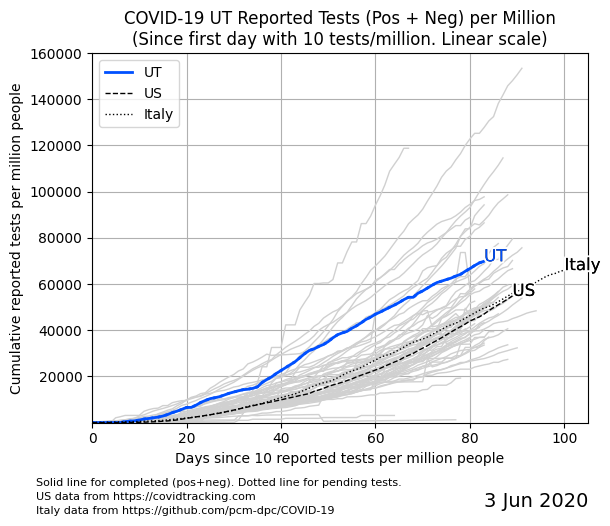 COVID-19 UT Reported Tests (Pos + Neg) per Million
(Since first day with 10 tests/million. Linear scale)
160000
140000
120000
100000
80000
60000
40000
20000
Cumulative reported tests per million people
UT
US
Italy
UT
Italy
US
0
20
40
60
80
100
Days since 10 reported tests per million people
Solid line for completed (pos+neg). Dotted line for pending tests.
US data from https://covidtracking.com
Italy data from https://github.com/pcm-dpc/COVID-19
3 Jun 2020